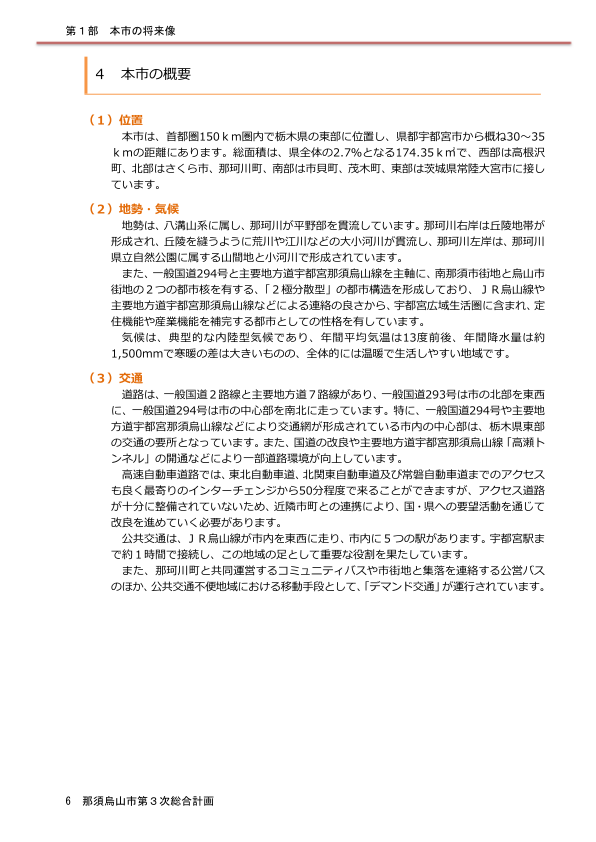 第１部　本市の将来像
４　本市の概要
（１）位置
本市は、首都圏150ｋm圏内で栃木県の東部に位置し、県都宇都宮市から概ね30～35
ｋmの距離にあります。総面積は、県全体の2.7％となる174.35ｋ㎡で、西部は高根沢
町、北部はさくら市、那珂川町、南部は市貝町、茂木町、東部は茨城県常陸大宮市に接し
ています。
（２）地勢・気候
地勢は、八溝山系に属し、那珂川が平野部を貫流しています。那珂川右岸は丘陵地帯が
形成され、丘陵を縫うように荒川や江川などの大小河川が貫流し、那珂川左岸は、那珂川
県立自然公園に属する山間地と小河川で形成されています。
また、一般国道294号と主要地方道宇都宮那須烏山線を主軸に、南那須市街地と烏山市
街地の２つの都市核を有する、「２極分散型」の都市構造を形成しており、ＪＲ烏山線や
主要地方道宇都宮那須烏山線などによる連絡の良さから、宇都宮広域生活圏に含まれ、定
住機能や産業機能を補完する都市としての性格を有しています。
気候は、典型的な内陸型気候であり、年間平均気温は13度前後、年間降水量は約
1,500mmで寒暖の差は大きいものの、全体的には温暖で生活しやすい地域です。
（３）交通
道路は、一般国道２路線と主要地方道７路線があり、一般国道293号は市の北部を東西
に、一般国道294号は市の中心部を南北に走っています。特に、一般国道294号や主要地
方道宇都宮那須烏山線などにより交通網が形成されている市内の中心部は、栃木県東部
の交通の要所となっています。また、国道の改良や主要地方道宇都宮那須烏山線「高瀬ト
ンネル」の開通などにより一部道路環境が向上しています。
高速自動車道路では、東北自動車道、北関東自動車道及び常磐自動車道までのアクセス
も良く最寄りのインターチェンジから50分程度で来ることができますが、アクセス道路
が十分に整備されていないため、近隣市町との連携により、国・県への要望活動を通じて
改良を進めていく必要があります。
公共交通は、ＪＲ烏山線が市内を東西に走り、市内に５つの駅があります。宇都宮駅ま
で約１時間で接続し、この地域の足として重要な役割を果たしています。
また、那珂川町と共同運営するコミュニティバスや市街地と集落を連絡する公営バス
のほか、公共交通不便地域における移動手段として、「デマンド交通」が運行されています。
6　那須烏山市第３次総合計画